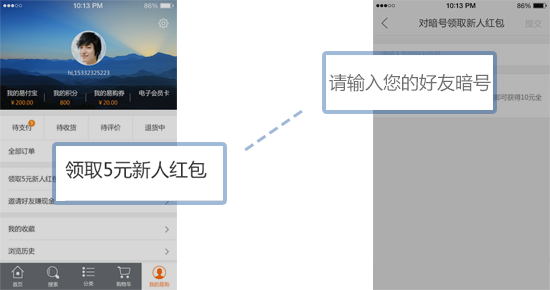 10:13 PM
86%
hi,15332325223
我的易付宝
我的积分
我的易购券
电子会员卡
¥ 200.00
800
¥ 20.00
待支付
待收货
待评价
退货中
全部订单
领取5元新人红包
领取5元新人红包
邀请好友赚现金
我的收藏
浏览历史
首页
搜索
分类
购物车
我的易购
10:13 PM
86%
对暗号领取新人红包
提交
请输入您的好友暗号
即可获得10元全